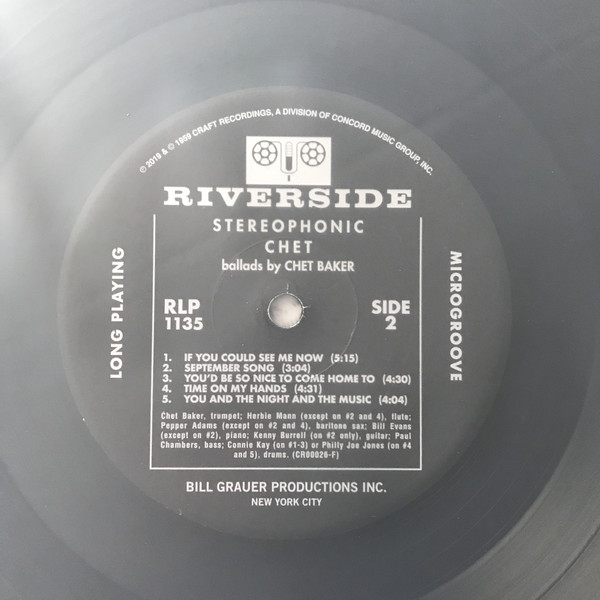 ℗ 2019 & © 1959 CRAFT RECORDINGS, A DIVISION OF CONCORD MUSIC GROUP, INC.
RIVERSIDE
STEREOPHONIC
CHET
ballads by CHET BAKER
LONG PLAYING
MICROGROOVE
RLP
1135
SIDE
2
1. IF YOU COULD SEE ME NOW (5:15)
2. SEPTEMBER SONG (3:04)
3. YOU'D BE SO NICE TO COME HOME TO (4:30)
4. TIME ON MY HANDS (4:31)
5. YOU AND THE NIGHT AND THE MUSIC (4:04)
Chet Baker, trumpet; Herbie Mann (except on #2 and 4), flute;
Pepper Adams (except on #2 and 4), baritone sax; Bill Evans
(except on #2), piano; Kenny Burrell (on #2 only), guitar; Paul
Chambers, bass; Connie Kay (on #1-3) or Philly Joe Jones (on #4
and 5), drums. (CR00026-F)
BILL GRAUER PRODUCTIONS INC.
NEW YORK CITY